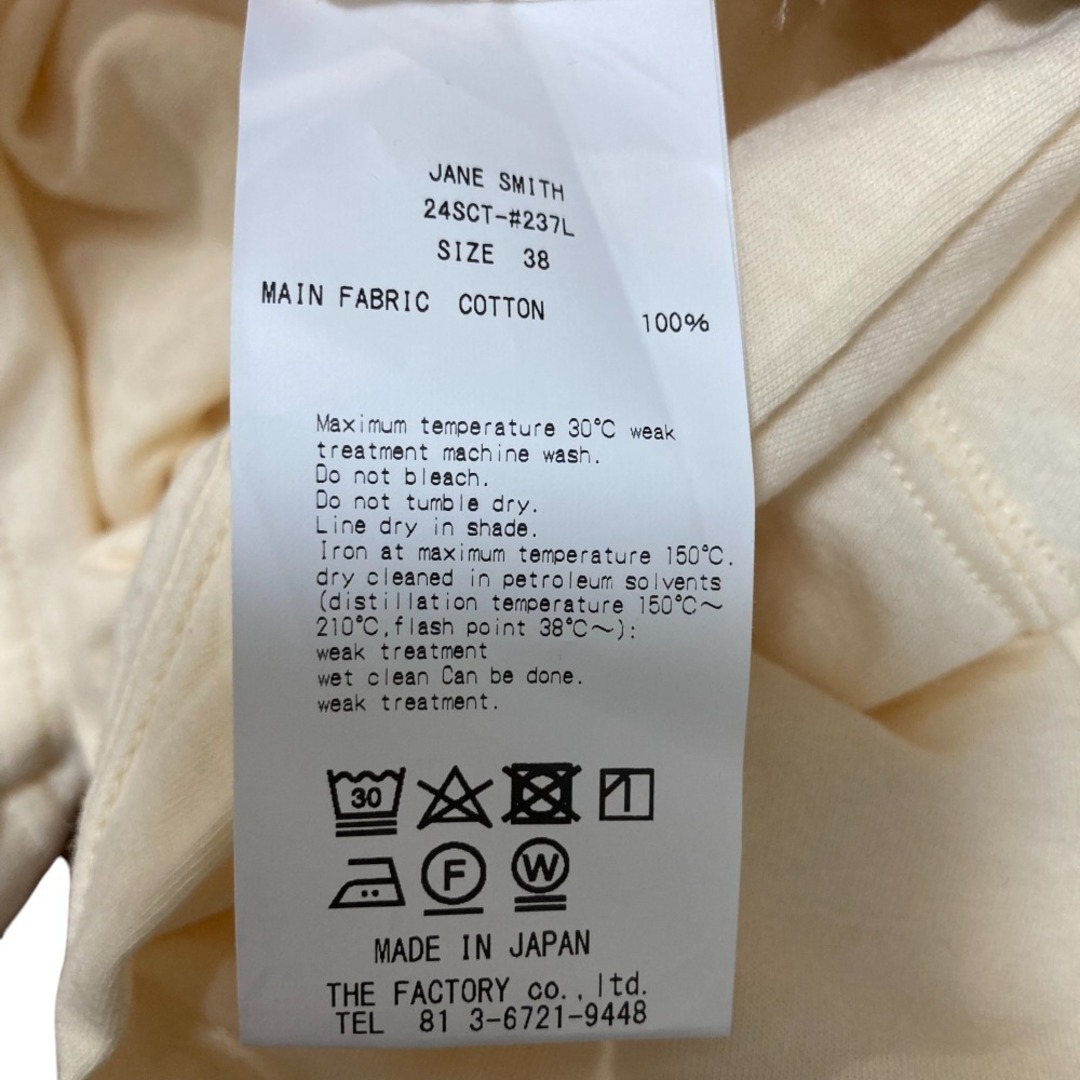 JANE SMITH
24SCT-#237L
SIZE 38
MAIN FABRIC COTTON 100%
Maximum temperature 30℃ weak
treatment machine wash.
Do not bleach.
Do not tumble dry.
Line dry in shade.
Iron at maximum temperature 150℃.
dry cleaned in petroleum solvents
(distillation temperature 150℃～
210℃,flash point 38℃～):
weak treatment
wet clean Can be done.
weak treatment.
30
F W
MADE IN JAPAN
THE FACTORY co.,ltd.
TEL 81 3-6721-9448